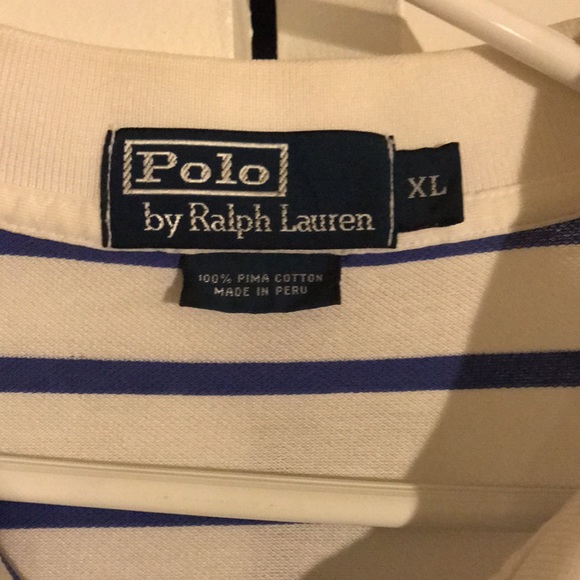 Polo
by Ralph Lauren
XL
100% PIMA COTTON
MADE IN PERU